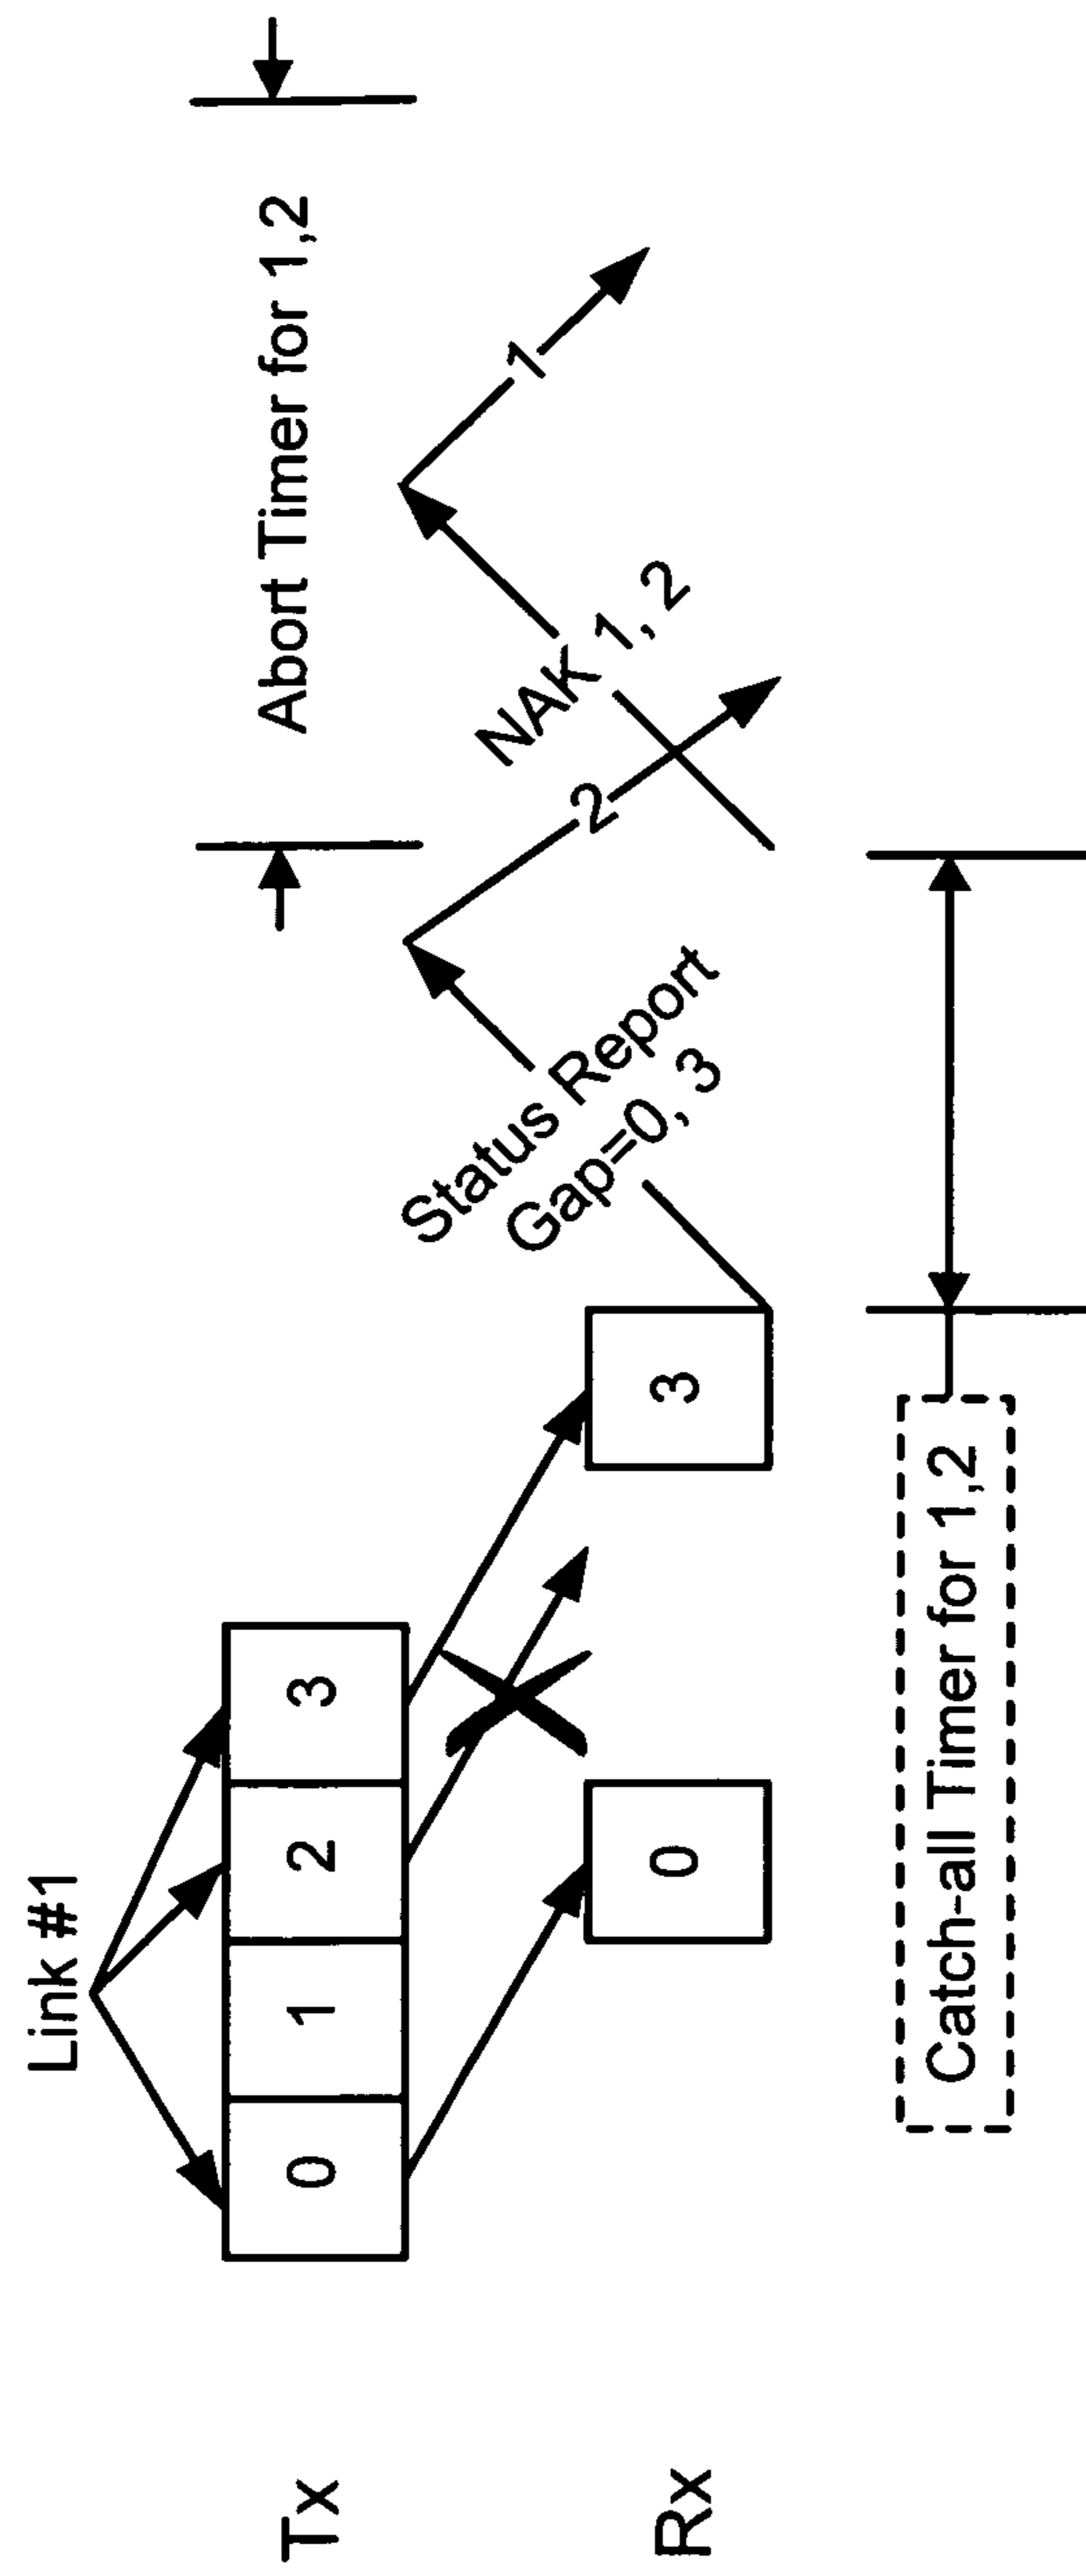 Link #1
Tx
0
1
2
3
Abort Timer for 1,2
Status Report
Gap=0, 3
2
NAK 1, 2
1
Rx
0
3
Catch-all Timer for 1,2